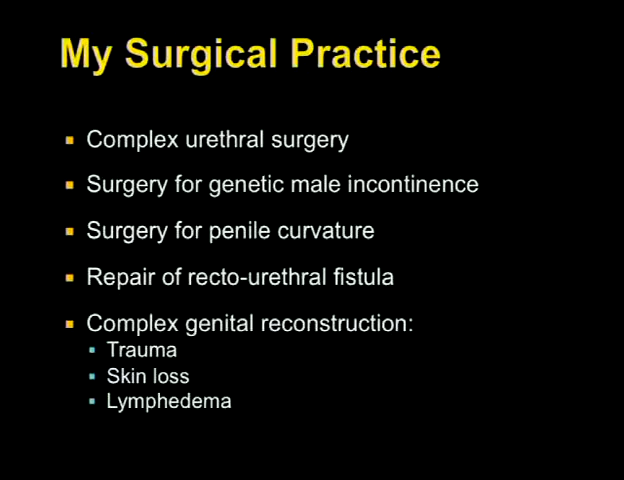 My Surgical Practice
Complex urethral surgery
Surgery for genetic male incontinence
Surgery for penile curvature
Repair of recto-urethral fistula
Complex genital reconstruction:
Trauma
Skin loss
Lymphedema